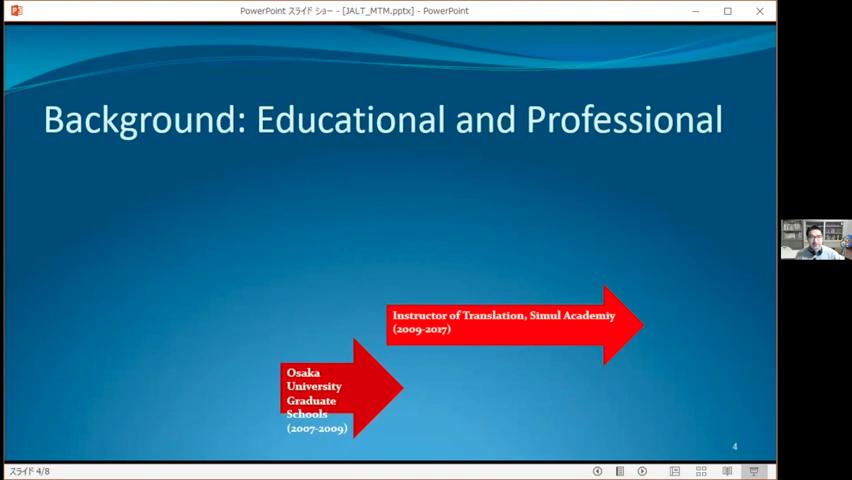 PowerPoint スライド ショー - [JALT_MTM.pptx] - PowerPoint
Background: Educational and Professional
Instructor of Translation, Simul Academiy
(2009-2017)
Osaka
University
Graduate
Schools
(2007-2009)
4
スライド 4/8